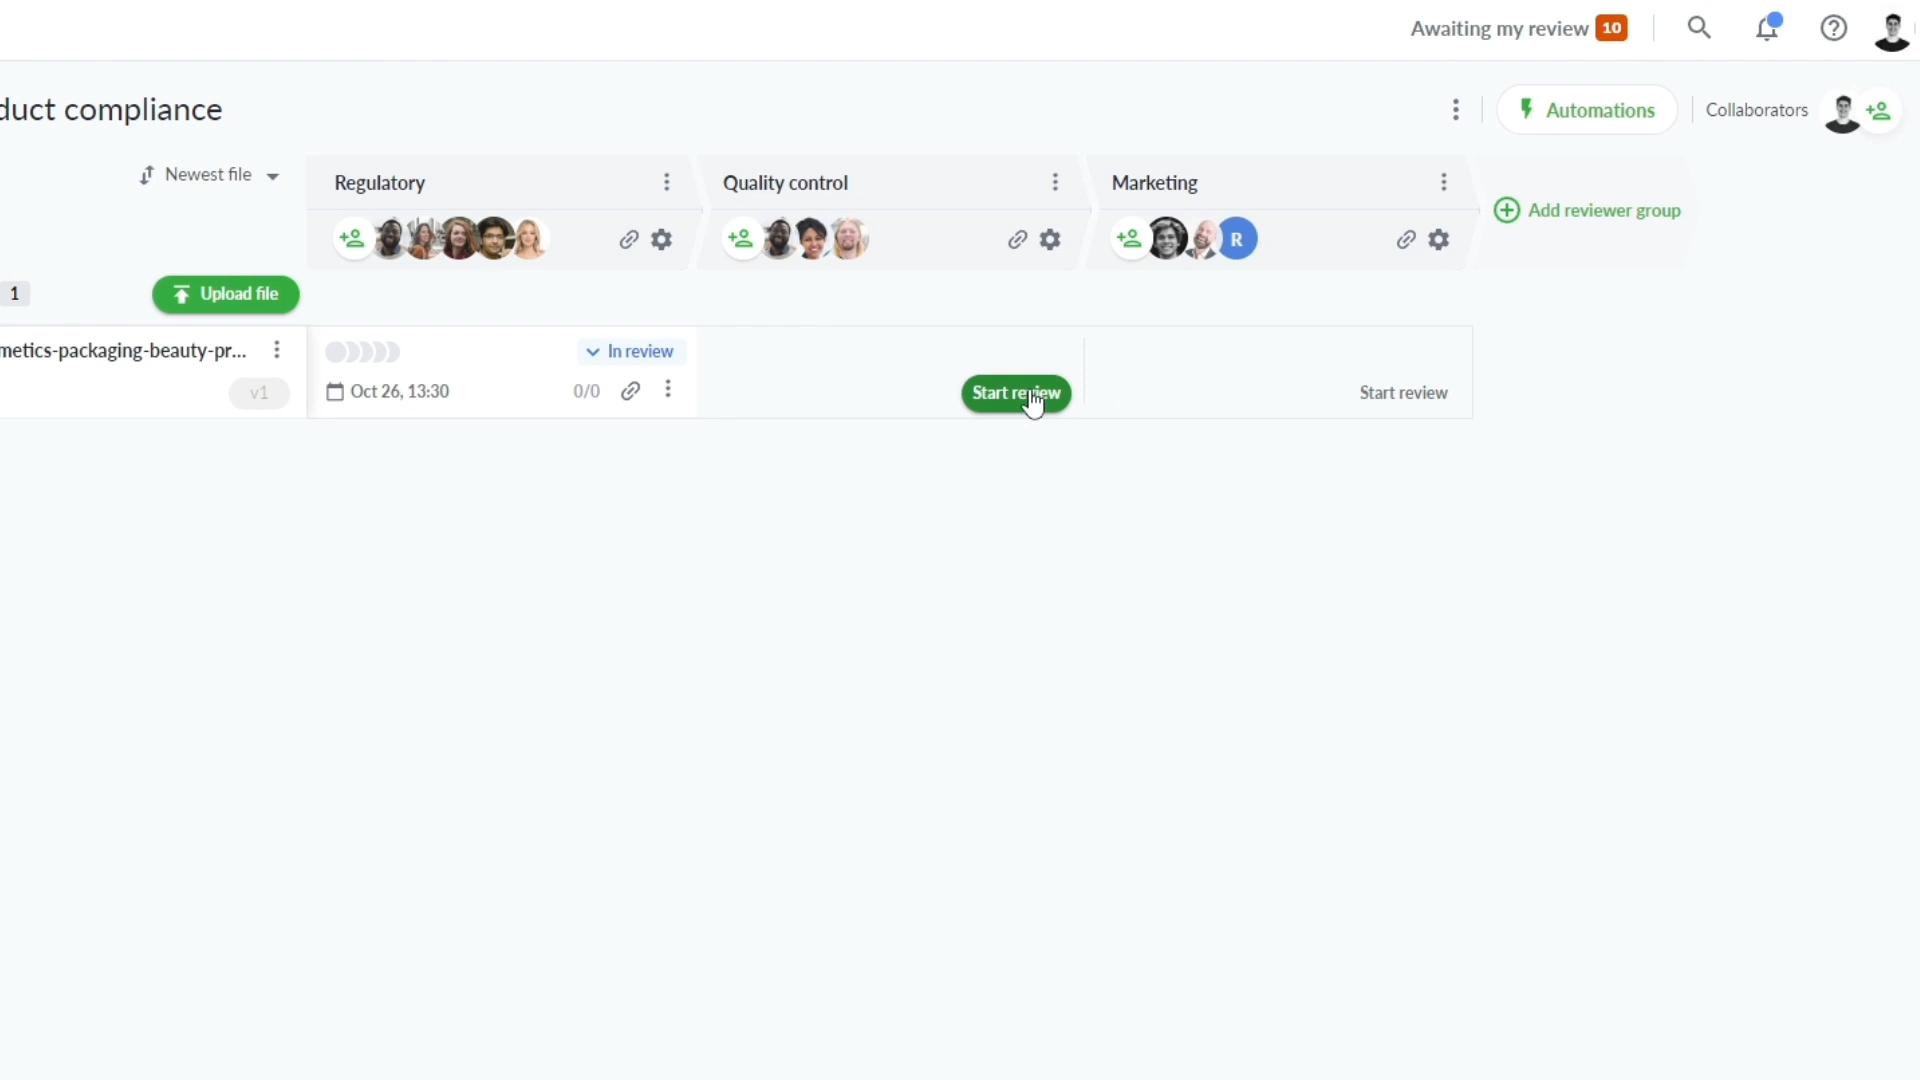 Awaiting my review 10
duct compliance
Automations
Collaborators
Newest file
Regulatory
Quality control
Marketing
R
Add reviewer group
1
Upload file
metics-packaging-beauty-pr...
v1
In review
Oct 26, 13:30
0/0
Start review
Start review